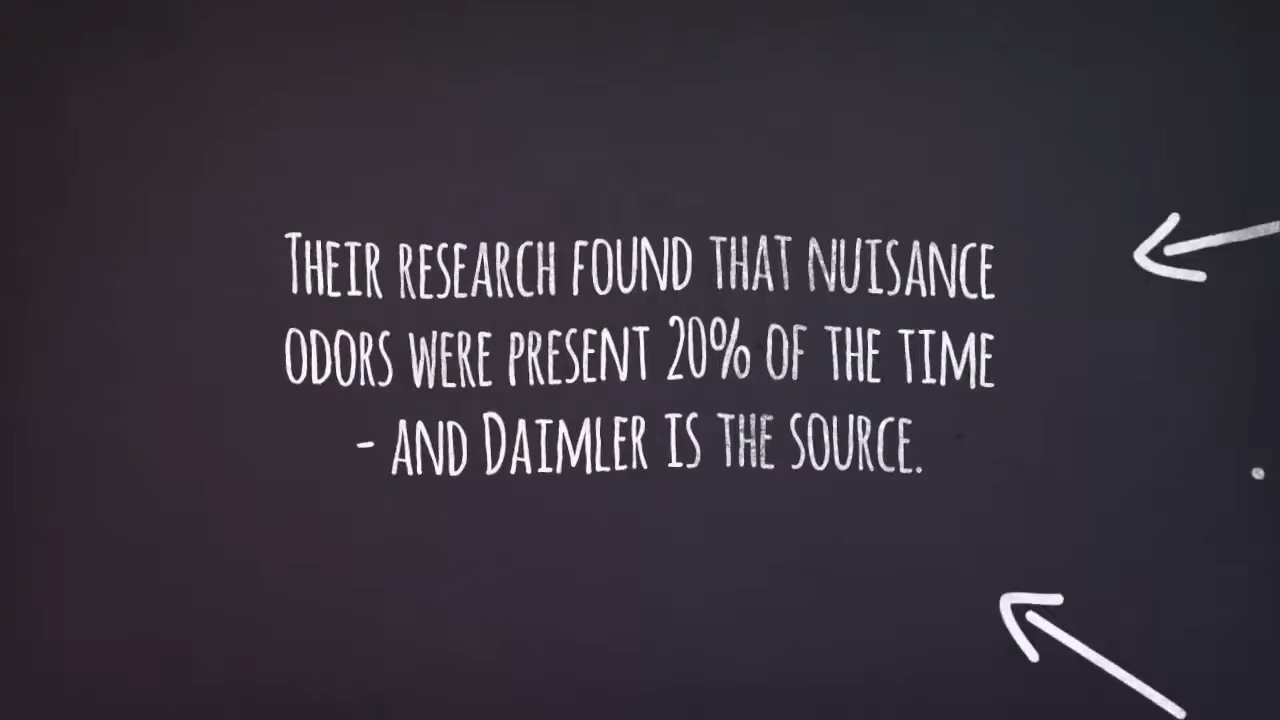 Their research found that nuisance
odors were present 20% of the time
- and Daimler is the source.